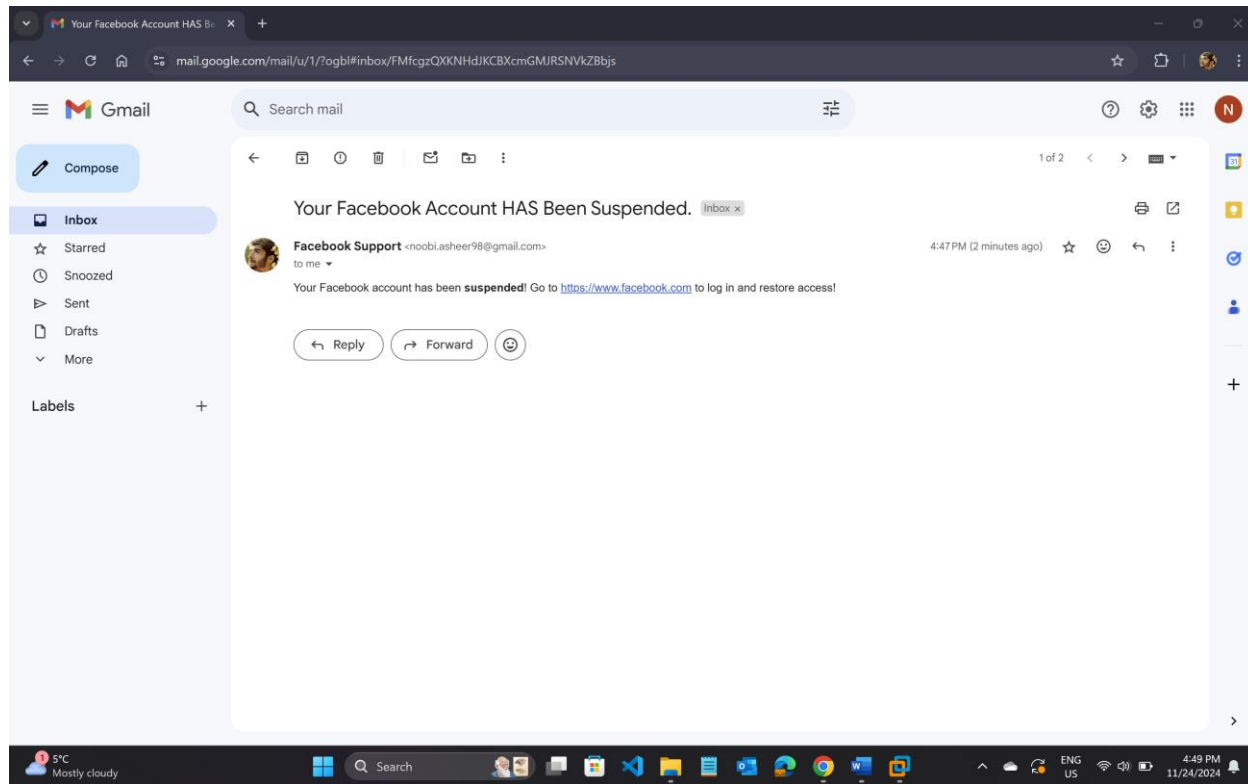 Your Facebook Account HAS Be
mail.google.com/mail/u/1/?ogbl#inbox/FMfcgzQXKNHdJKCBXcmGMJRSNVkZBbjs
Gmail
Search mail
N
Compose
1 of 2
31
Inbox
Starred
Snoozed
Sent
Drafts
More
Labels
Your Facebook Account HAS Been Suspended. Inbox x
Facebook Support <noobi.asheer98@gmail.com> 4:47 PM (2 minutes ago)
to me
Your Facebook account has been suspended! Go to https://www.facebook.com to log in and restore access!
Reply Forward
1
5°C
Mostly cloudy
Search
ENG
US
4:49 PM
11/24/2024